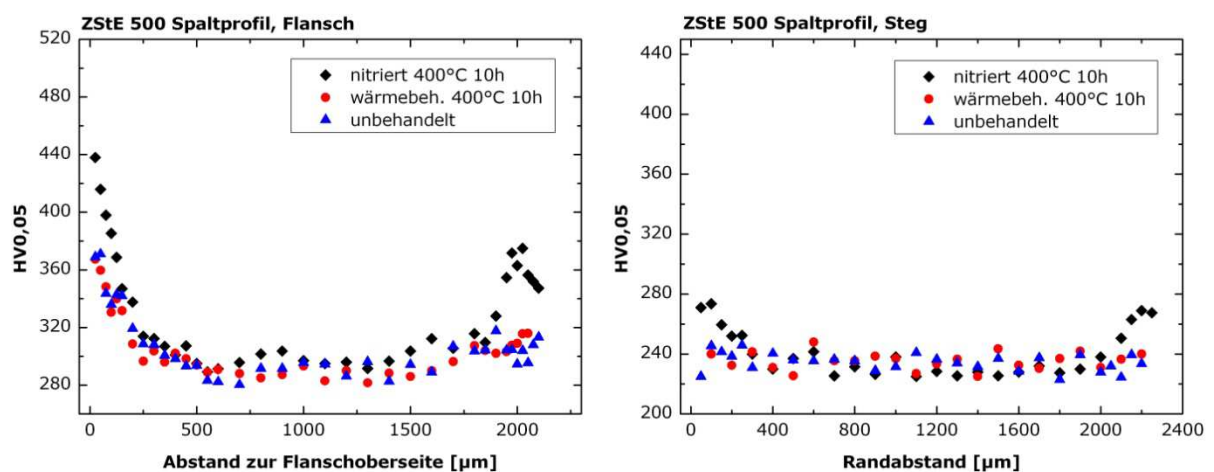 ZStE 500 Spaltprofil, Flansch
520
480
440
400
360
320
280
HV0,05
nitriert 400°C 10h
wärmebeh. 400°C 10h
unbehandelt
0 500 1000 1500 2000
Abstand zur Flanschoberseite [µm]
ZStE 500 Spaltprofil, Steg
440
400
360
320
280
240
200
HV0,05
nitriert 400°C 10h
wärmebeh. 400°C 10h
unbehandelt
0 400 800 1200 1600 2000 2400
Randabstand [µm]